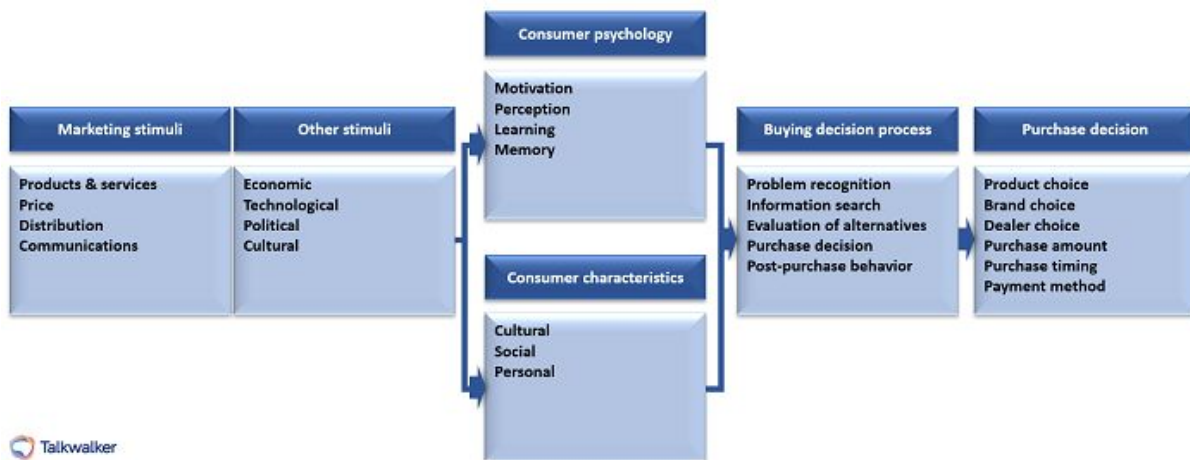 Marketing stimuli
Products & services
Price
Distribution
Communications
Other stimuli
Economic
Technological
Political
Cultural
Consumer psychology
Motivation
Perception
Learning
Memory
Consumer characteristics
Cultural
Social
Personal
Buying decision process
Problem recognition
Information search
Evaluation of alternatives
Purchase decision
Post-purchase behavior
Purchase decision
Product choice
Brand choice
Dealer choice
Purchase amount
Purchase timing
Payment method
Talkwalker